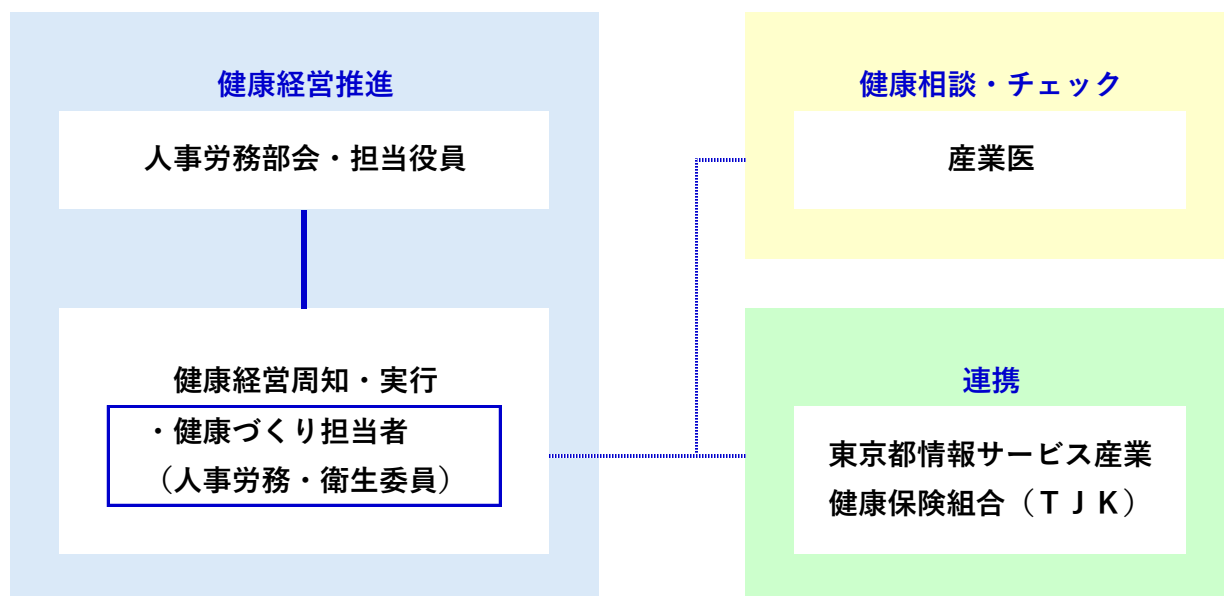 健康経営推進
人事労務部会・担当役員
健康経営周知・実行
・健康づくり担当者
（人事労務・衛生委員）
健康相談・チェック
産業医
連携
東京都情報サービス産業
健康保険組合（ＴＪＫ）